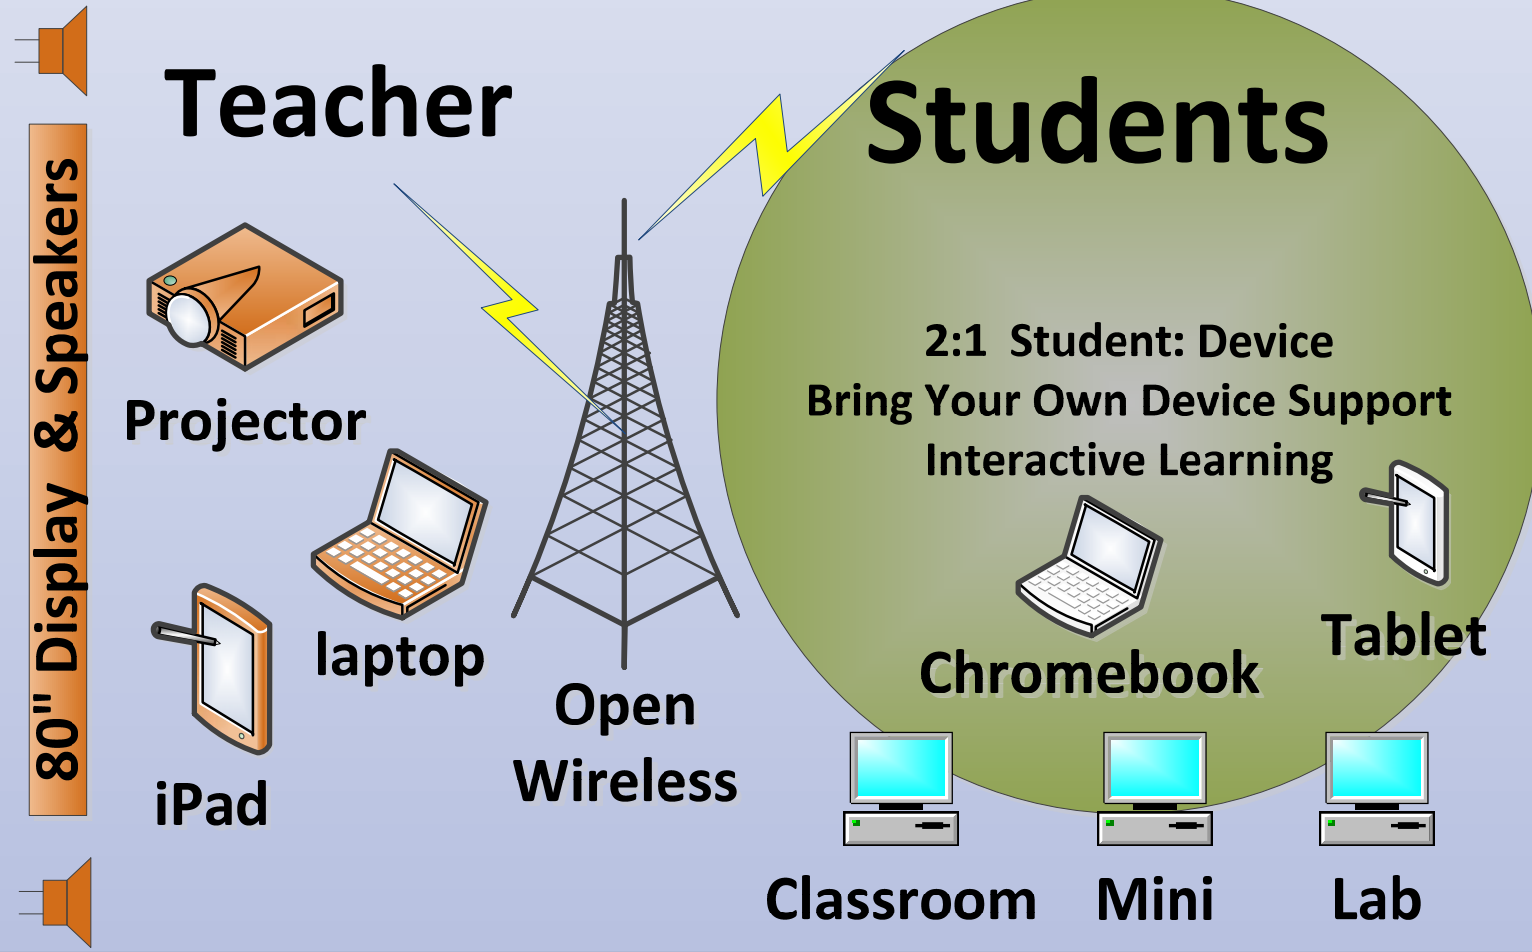 Teacher
Students
80" Display & Speakers
Projector
laptop
iPad
Open
Wireless
2:1 Student: Device
Bring Your Own Device Support
Interactive Learning
Chromebook
Tablet
Classroom
Mini
Lab